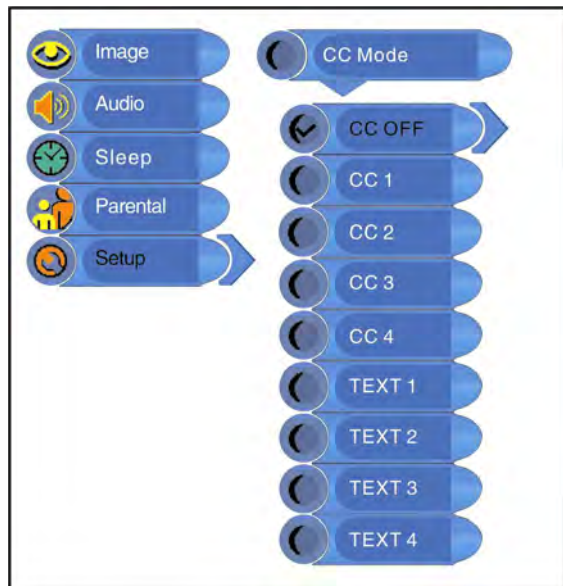 Image
Audio
Sleep
Parental
Setup
CC Mode
CC OFF
CC 1
CC 2
CC 3
CC 4
TEXT 1
TEXT 2
TEXT 3
TEXT 4